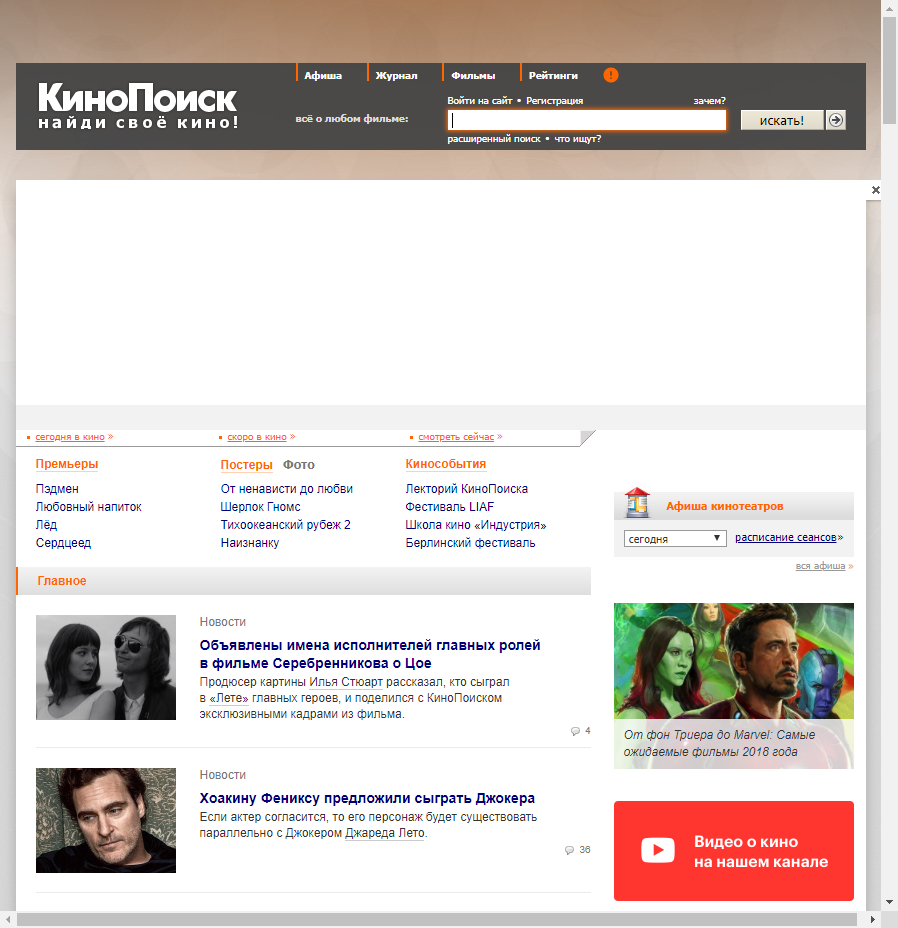 Афиша
Журнал
Фильмы
Рейтинги
!
КиноПоиск
найди своё кино!
Войти на сайт • Регистрация
зачем?
всё о любом фильме:
искать!
расширенный поиск • что ищут?
сегодня в кино »
скоро в кино »
смотреть сейчас »
Премьеры
Пэдмен
Любовный напиток
Лёд
Сердцеед
Постеры Фото
От ненависти до любви
Шерлок Гномс
Тихоокеанский рубеж 2
Наизнанку
Кинособытия
Лекторий КиноПоиска
Фестиваль LIAF
Школа кино «Индустрия»
Берлинский фестиваль
Афиша кинотеатров
сегодня
расписание сеансов»
вся афиша »
Главное
Новости
Объявлены имена исполнителей главных ролей
в фильме Серебренникова о Цое
Продюсер картины Илья Стюарт рассказал, кто сыграл
в «Лете» главных героев, и поделился с КиноПоиском
эксклюзивными кадрами из фильма.
4
От фон Триера до Marvel: Самые
ожидаемые фильмы 2018 года
Новости
Хоакину Фениксу предложили сыграть Джокера
Если актер согласится, то его персонаж будет существовать
параллельно с Джокером Джареда Лето.
36
Видео о кино
на нашем канале